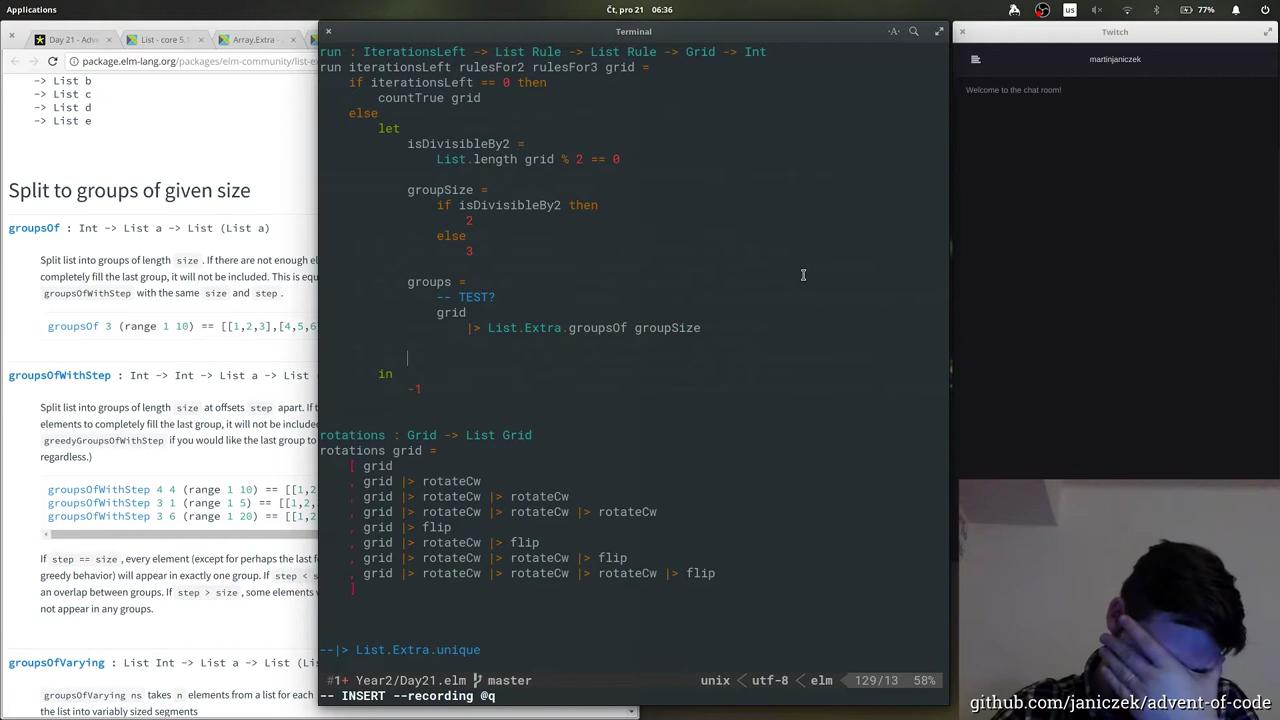 Applications
Čt, pro 21 06:36
us
77%
Day 21 - Adve
List - core 5.1
Array.Extra -
package.elm-lang.org/packages/elm-community/list-e
-> List b
-> List c
-> List d
-> List e
Split to groups of given size
groupsOf : Int -> List a -> List (List a)
Split list into groups of length size . If there are not enough el
completely fill the last group, it will not be included. This is equ
groupsOfWithStep with the same size and step .
groupsOf 3 (range 1 10) == [[1,2,3],[4,5,6
groupsOfWithStep : Int -> Int -> List a -> List
Split list into groups of length size at offsets step apart. If t
elements to completely fill the last group, it will not be included
greedyGroupsOfWithStep if you would like the last group to
regardless.)
groupsOfWithStep 4 4 (range 1 10) == [[1,2
groupsOfWithStep 3 1 (range 1 5) == [[1,2,
groupsOfWithStep 3 6 (range 1 20) == [[1,2
If step == size , every element (except for perhaps the last f
greedy behavior) will appear in exactly one group. If step < s
an overlap between groups. If step > size , some elements w
not appear in any groups.
groupsOfVarying : List Int -> List a -> List (Lis
groupsOfVarying ns takes n elements from a list for each
the list into variably sized segments
Terminal
run : IterationsLeft -> List Rule -> List Rule -> Grid -> Int
run iterationsLeft rulesFor2 rulesFor3 grid =
if iterationsLeft == 0 then
countTrue grid
else
let
isDivisibleBy2 =
List.length grid % 2 == 0
groupSize =
if isDivisibleBy2 then
2
else
3
groups =
-- TEST?
grid
|> List.Extra.groupsOf groupSize
in
-1
rotations : Grid -> List Grid
rotations grid =
[ grid
, grid |> rotateCw
, grid |> rotateCw |> rotateCw
, grid |> rotateCw |> rotateCw |> rotateCw
, grid |> flip
, grid |> rotateCw |> flip
, grid |> rotateCw |> rotateCw |> flip
, grid |> rotateCw |> rotateCw |> rotateCw |> flip
]
--|> List.Extra.unique
#1+ Year2/Day21.elm master unix < utf-8 < elm 129/13 58%
-- INSERT --recording @q
Twitch
martinjaniczek
Welcome to the chat room!
github.com/janiczek/advent-of-code